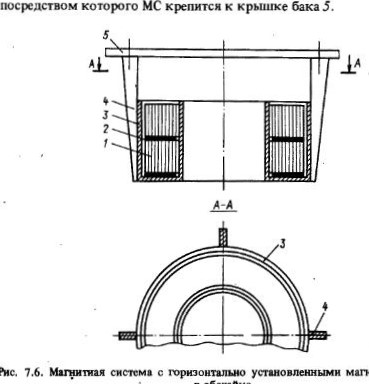 посредством которого МС крепится к крышке бака 5.
5
А
А
4
3
2
1
А-А
3
4
Рис. 7.6. Магнитная система с горизонтально установленными